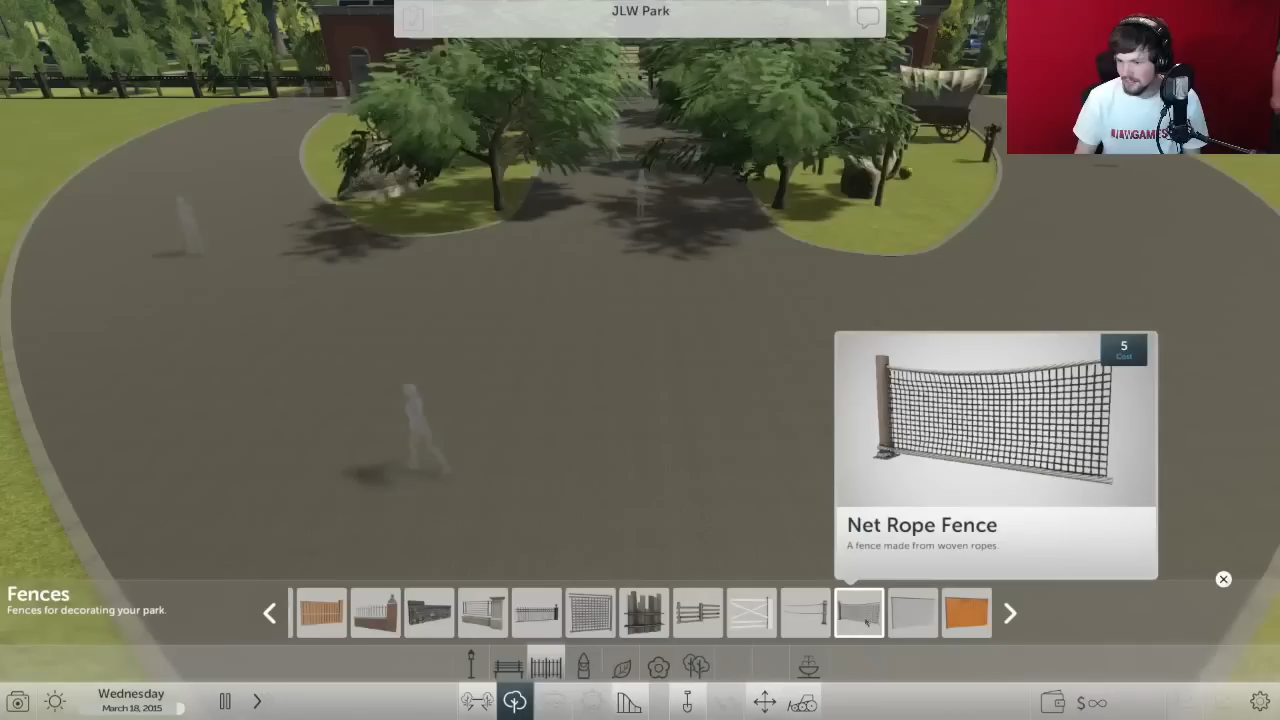 JLW Park
JLWGAMES
5
Cost
Net Rope Fence
A fence made from woven ropes.
Fences
Fences for decorating your park.
Wednesday
March 18, 2015
$∞